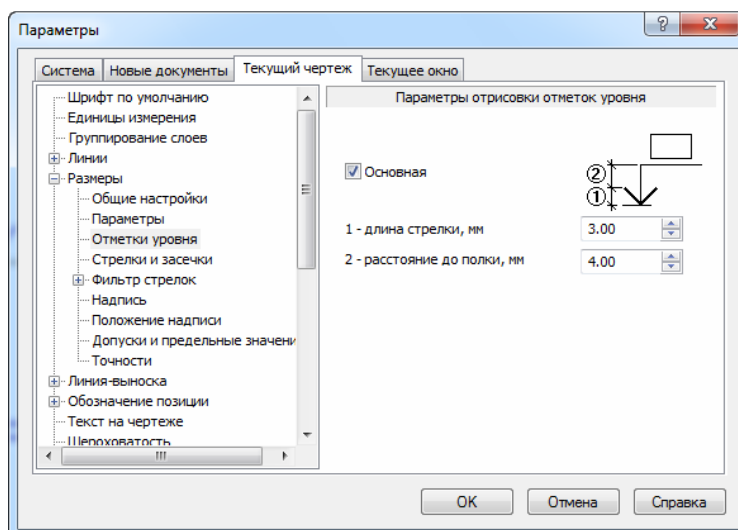 Параметры
Система
Новые документы
Текущий чертеж
Текущее окно
Шрифт по умолчанию
Единицы измерения
Группирование слоев
Линии
Размеры
Общие настройки
Параметры
Отметки уровня
Стрелки и засечки
Фильтр стрелок
Надпись
Положение надписи
Допуски и предельные значени
Точности
Линия-выноска
Обозначение позиции
Текст на чертеже
Шероховатость
Параметры отрисовки отметок уровня
Основная
2
1
1 - длина стрелки, мм 3.00
2 - расстояние до полки, мм 4.00
OK Отмена Справка